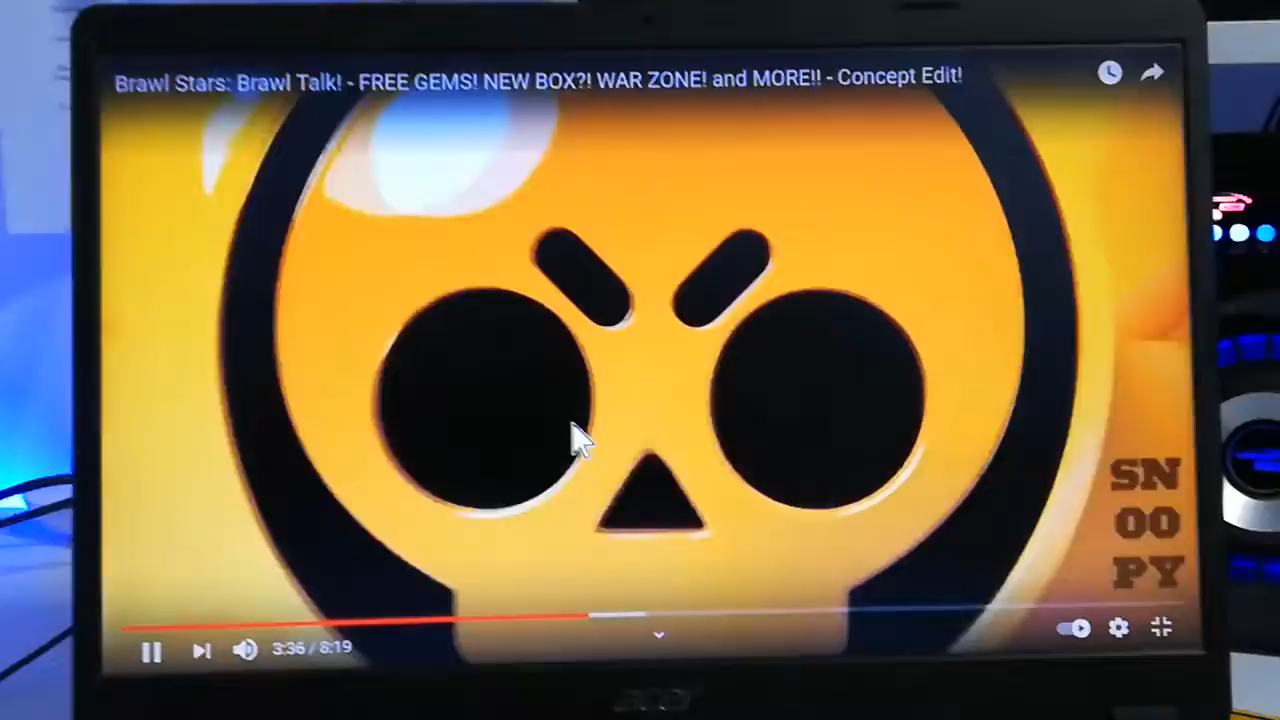 Brawl Stars: Brawl Talk! - FREE GEMS! NEW BOX?! WAR ZONE! and MORE!! - Concept Edit!
SN
OO
PY
3:36 / 8:19
acer